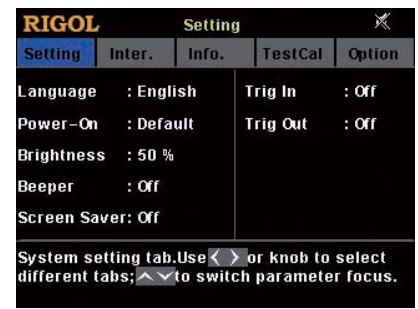 RIGOL Setting
Setting Inter. Info. TestCal Option
Language : English Trig In : Off
Power-On : Default Trig Out : Off
Brightness : 50 %
Beeper : Off
Screen Saver: Off
System setting tab.Use < > or knob to select
different tabs; ∧ ∨ to switch parameter focus.